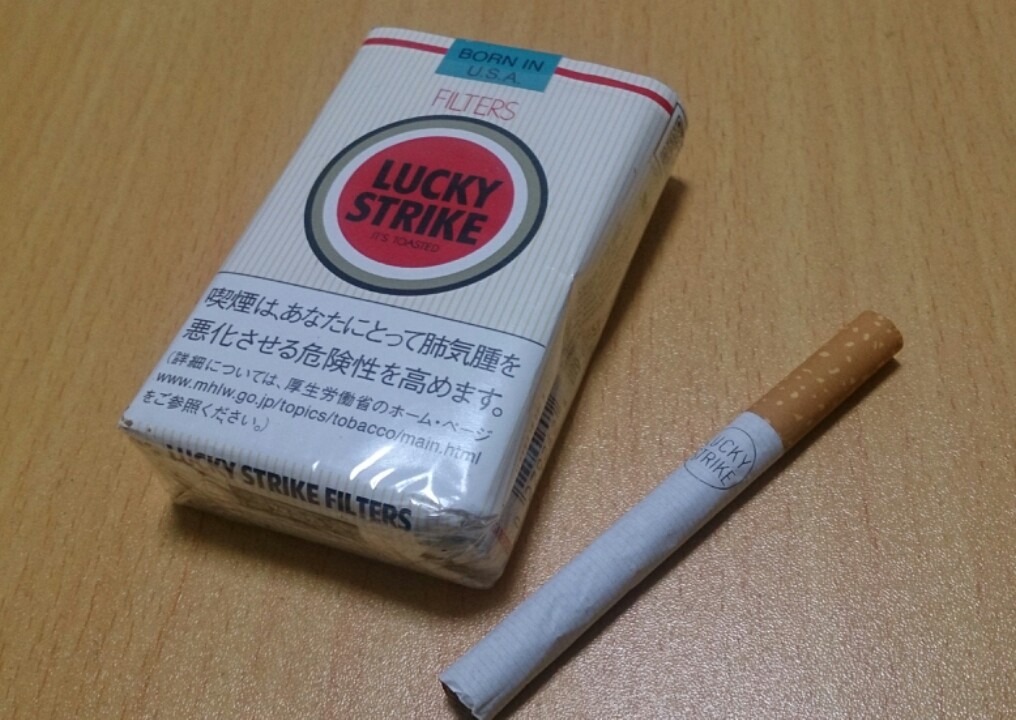 BORN IN
U.S.A.
FILTERS
LUCKY
STRIKE
IT'S TOASTED
喫煙は、あなたにとって肺気腫を
悪化させる危険性を高めます。
(詳細については、厚生労働省のホーム・ページ
www.mhlw.go.jp/topics/tobacco/main.html
をご参照ください。)
LUCKY STRIKE FILTERS
LUCKY
STRIKE